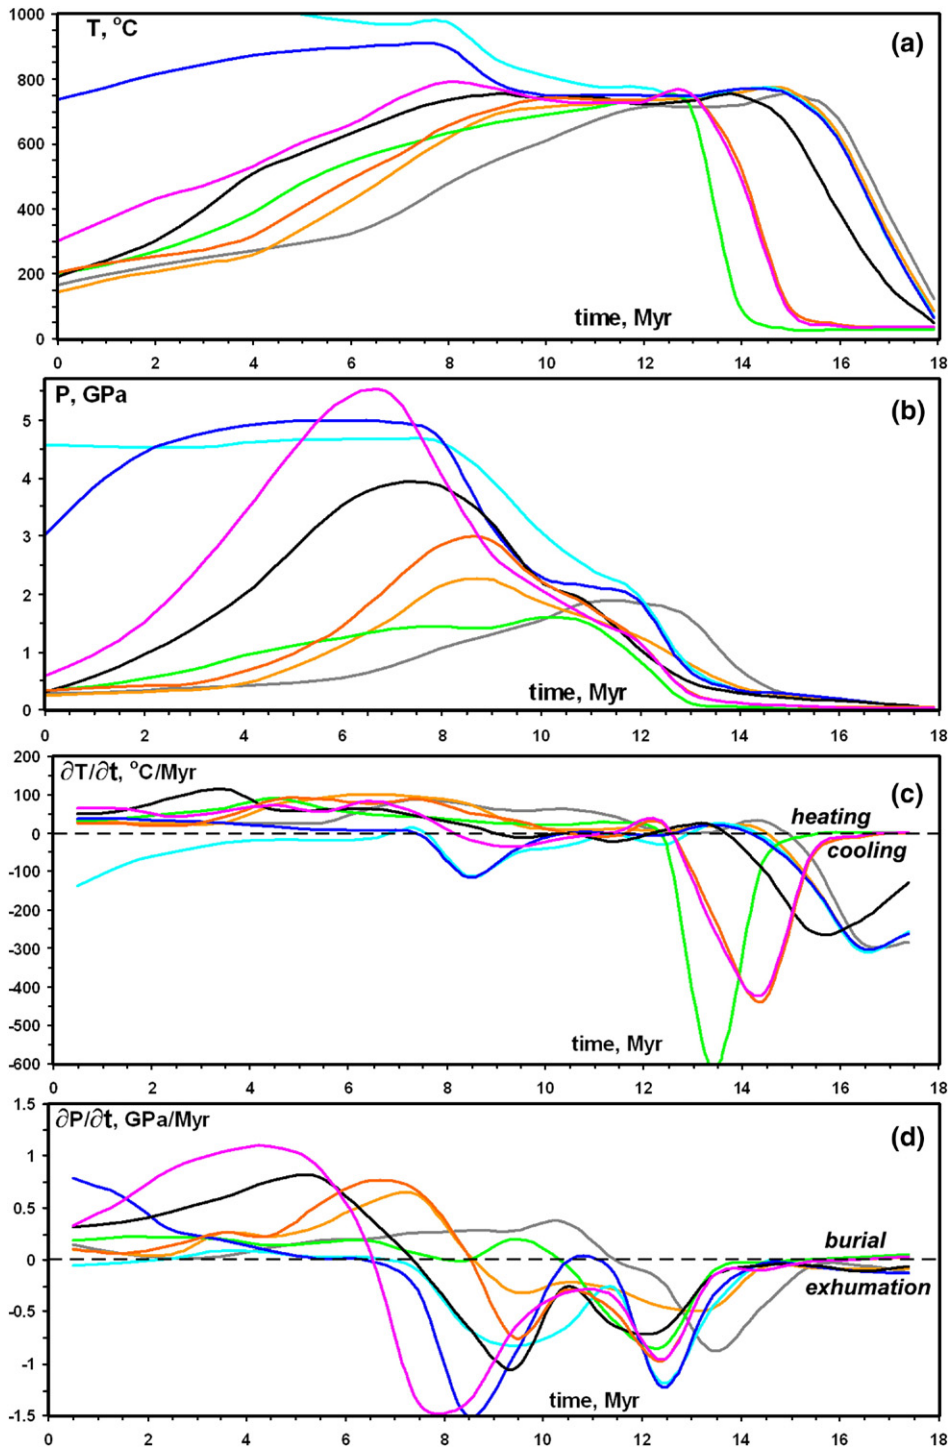 1000
T, °C
(a)
800
600
400
200
time, Myr
0
0 2 4 6 8 10 12 14 16 18
P, GPa
(b)
5
4
3
2
1
time, Myr
0
0 2 4 6 8 10 12 14 16 18
200
∂T/∂t, °C/Myr
(c)
100
heating
0
cooling
-100
-200
-300
-400
-500
time, Myr
-600
0 2 4 6 8 10 12 14 16 18
1.5
∂P/∂t, GPa/Myr
(d)
1
0.5
burial
0
exhumation
-0.5
-1
time, Myr
-1.5
0 2 4 6 8 10 12 14 16 18